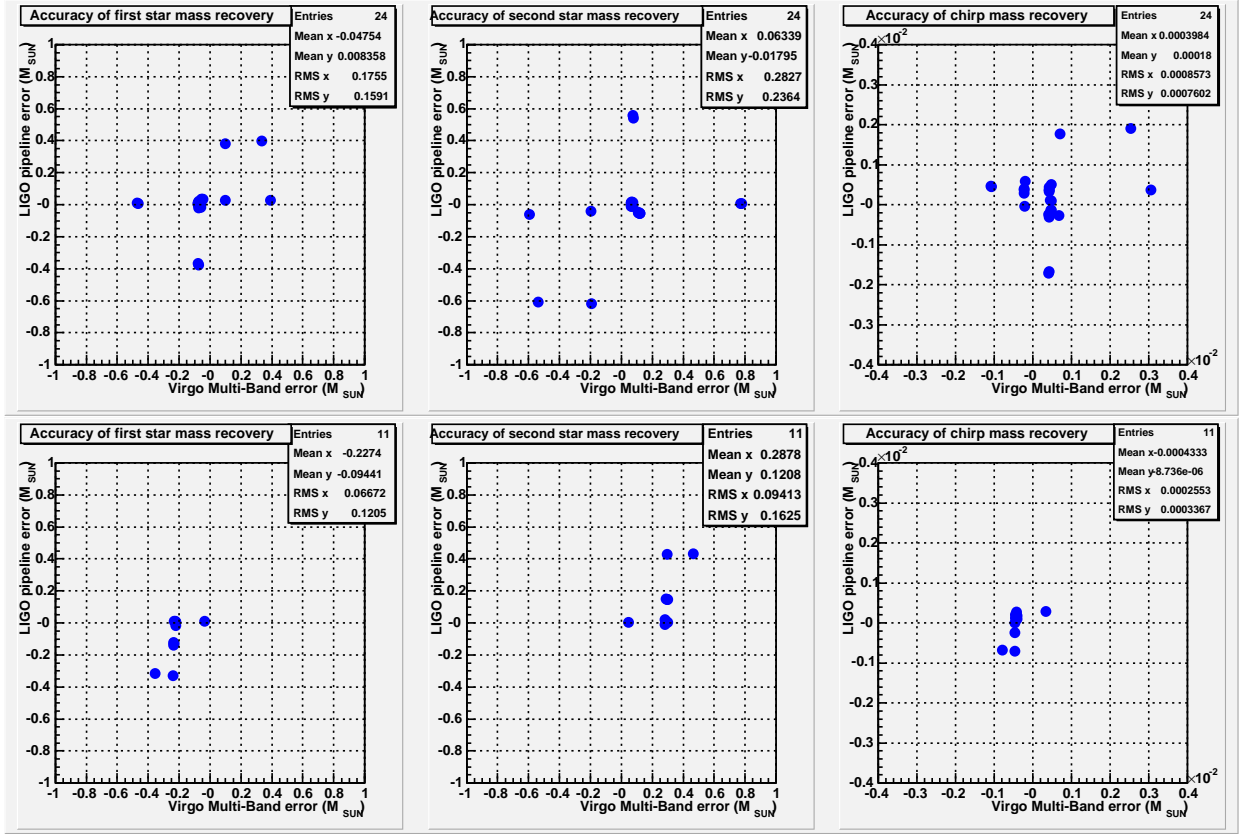 Accuracy of first star mass recovery
Entries 24
Mean x -0.04754
Mean y 0.008358
RMS x 0.1755
RMS y 0.1591
LIGO pipeline error (M SUN)
1
0.8
0.6
0.4
0.2
-0
-0.2
-0.4
-0.6
-0.8
-1
-1 -0.8 -0.6 -0.4 -0.2 -0 0.2 0.4 0.6 0.8 1
Virgo Multi-Band error (M SUN)
Accuracy of second star mass recovery
Entries 24
Mean x 0.06339
Mean y -0.01795
RMS x 0.2827
RMS y 0.2364
LIGO pipeline error (M SUN)
1
0.8
0.6
0.4
0.2
-0
-0.2
-0.4
-0.6
-0.8
-1
-1 -0.8 -0.6 -0.4 -0.2 -0 0.2 0.4 0.6 0.8 1
Virgo Multi-Band error (M SUN)
Accuracy of chirp mass recovery
Entries 24
Mean x 0.0003984
Mean y 0.00018
RMS x 0.0008573
RMS y 0.0007602
×10-2
LIGO pipeline error (M SUN)
0.4
0.3
0.2
0.1
-0
-0.1
-0.2
-0.3
-0.4
×10-2
-0.4 -0.3 -0.2 -0.1 -0 0.1 0.2 0.3 0.4
Virgo Multi-Band error (M SUN)
Accuracy of first star mass recovery
Entries 11
Mean x -0.2274
Mean y -0.09441
RMS x 0.06672
RMS y 0.1205
LIGO pipeline error (M SUN)
1
0.8
0.6
0.4
0.2
-0
-0.2
-0.4
-0.6
-0.8
-1
-1 -0.8 -0.6 -0.4 -0.2 -0 0.2 0.4 0.6 0.8 1
Virgo Multi-Band error (M SUN)
Accuracy of second star mass recovery
Entries 11
Mean x 0.2878
Mean y 0.1208
RMS x 0.09413
RMS y 0.1625
LIGO pipeline error (M SUN)
1
0.8
0.6
0.4
0.2
-0
-0.2
-0.4
-0.6
-0.8
-1
-1 -0.8 -0.6 -0.4 -0.2 -0 0.2 0.4 0.6 0.8 1
Virgo Multi-Band error (M SUN)
Accuracy of chirp mass recovery
Entries 11
Mean x -0.0004333
Mean y -8.736e-06
RMS x 0.0002553
RMS y 0.0003367
×10-2
LIGO pipeline error (M SUN)
0.4
0.3
0.2
0.1
-0
-0.1
-0.2
-0.3
-0.4
×10-2
-0.4 -0.3 -0.2 -0.1 -0 0.1 0.2 0.3 0.4
Virgo Multi-Band error (M SUN)